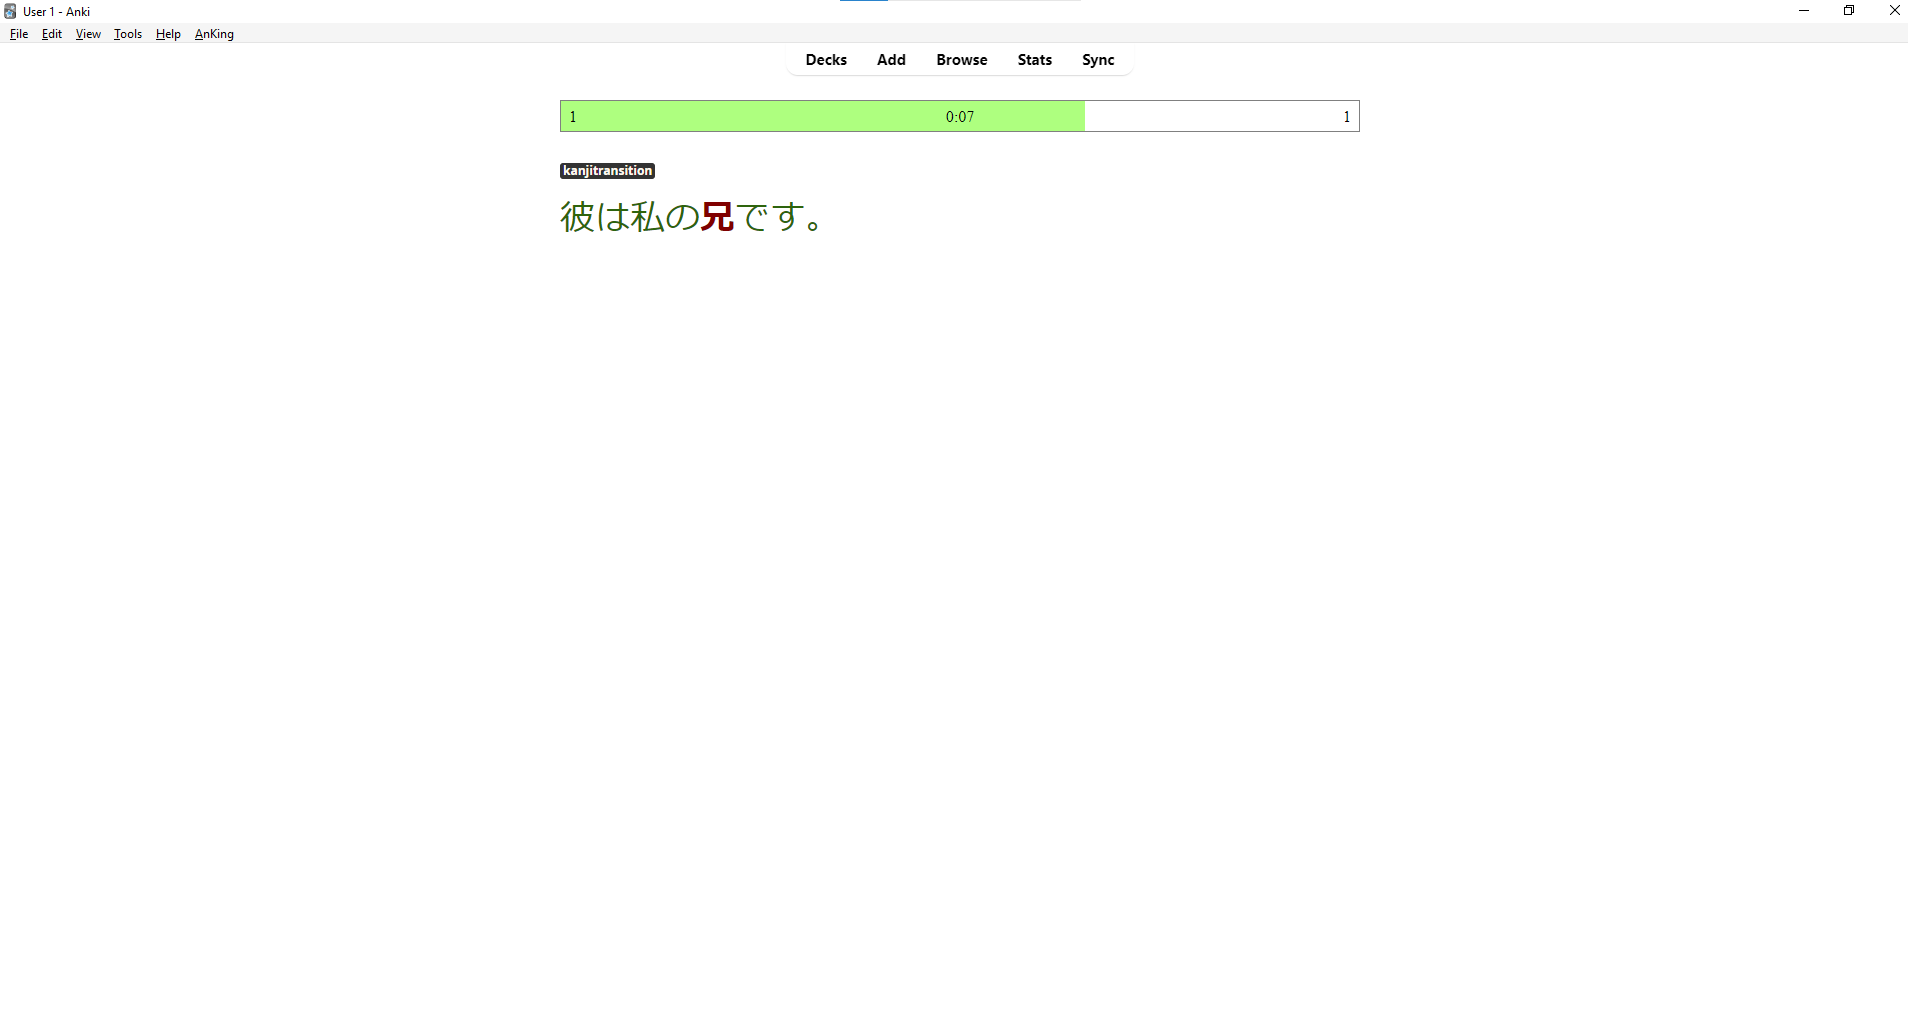 User 1 - Anki
File Edit View Tools Help AnKing
Decks Add Browse Stats Sync
1 0:07 1
kanjitransition
彼は私の兄です。